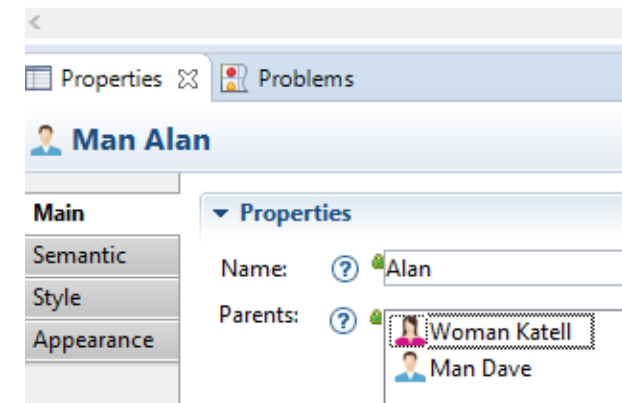 Properties Problems
Man Alan
Main
Properties
Semantic
Name: ? Alan
Style
Parents: ? Woman Katell
Appearance
Man Dave